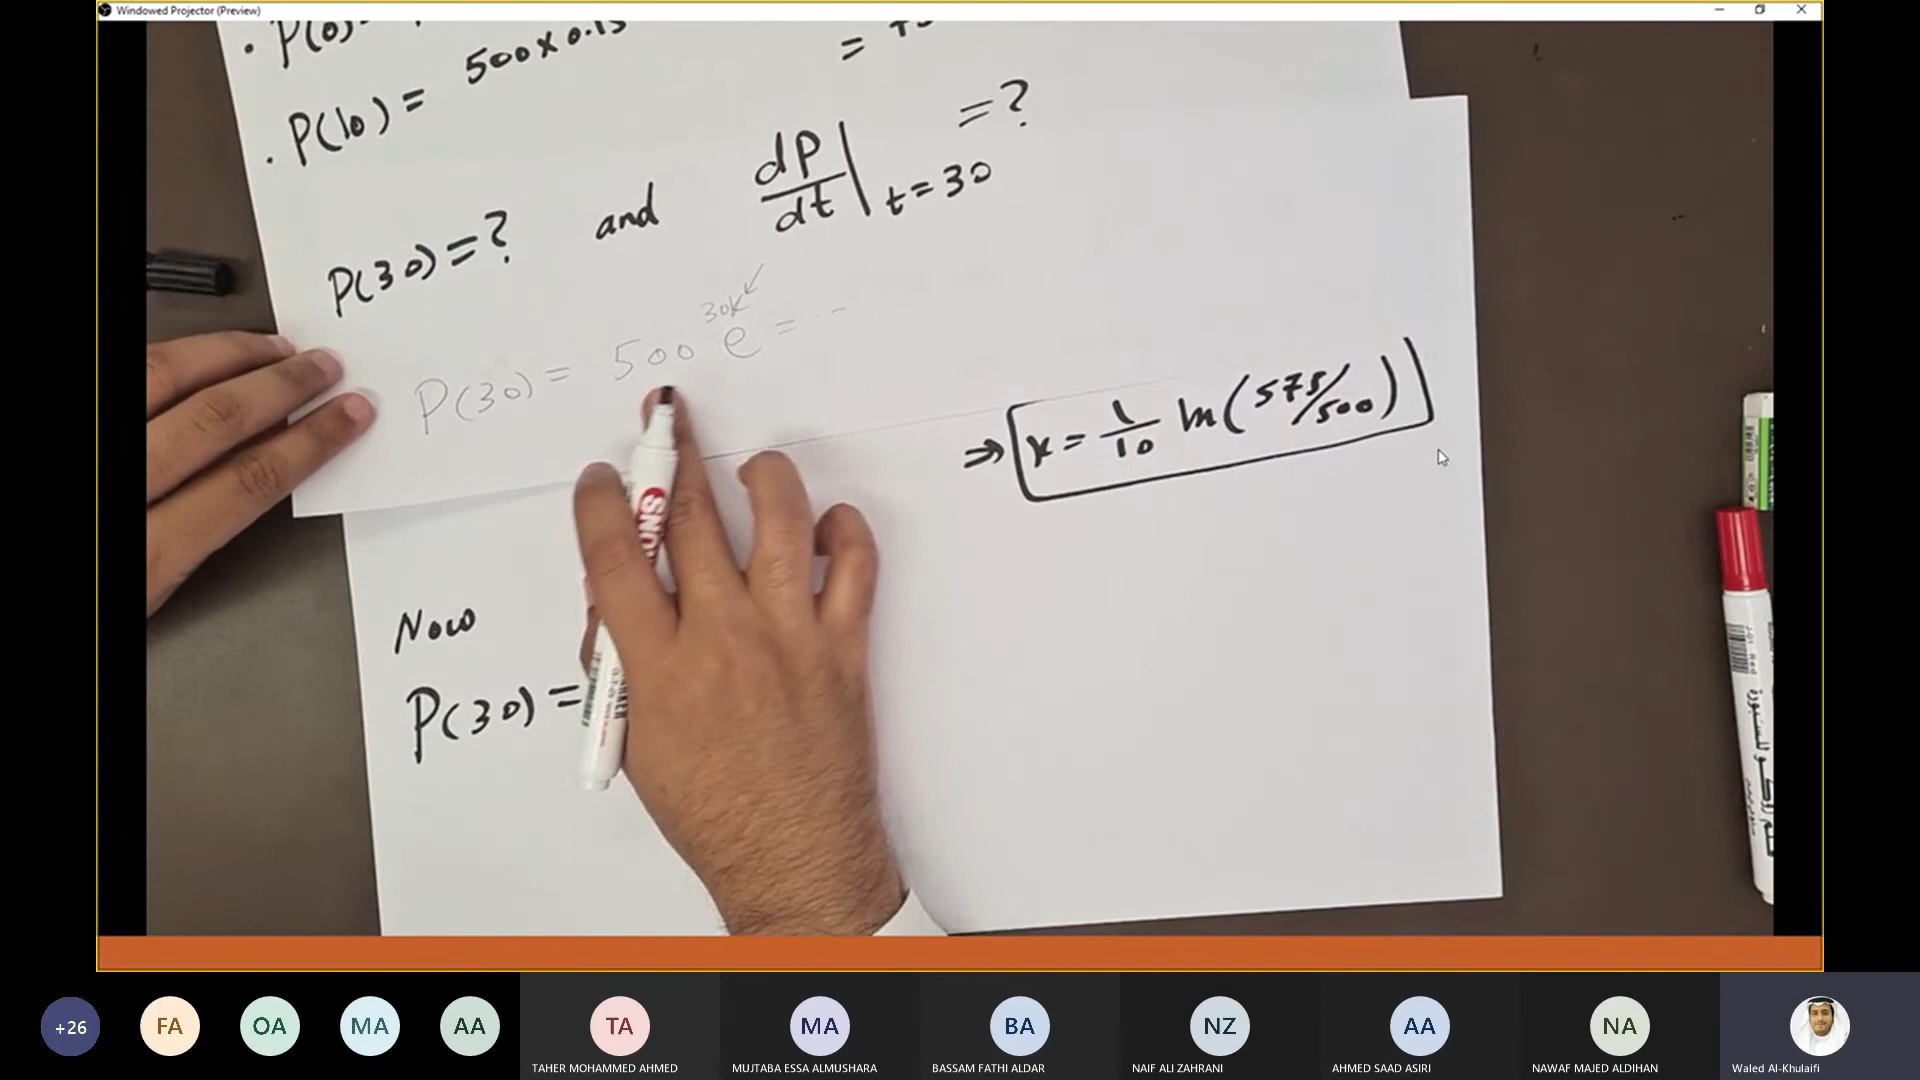 Windowed Projector (Preview)
• P(0)=
500 x 0.15
=
• P(10) =
P(30) = ? and dP/dt | t=30 = ?
P(30) = 500 e^30k = ...
⇒ k = 1/10 ln(575/500)
Now
P(30) =
SNO
+26
FA
OA
MA
AA
TA
MA
BA
NZ
AA
NA
TAHER MOHAMMED AHMED
MUJTABA ESSA ALMUSHARA
BASSAM FATHI ALDAR
NAIF ALI ZAHRANI
AHMED SAAD ASIRI
NAWAF MAJED ALDIHAN
Waled Al-Khulaifi